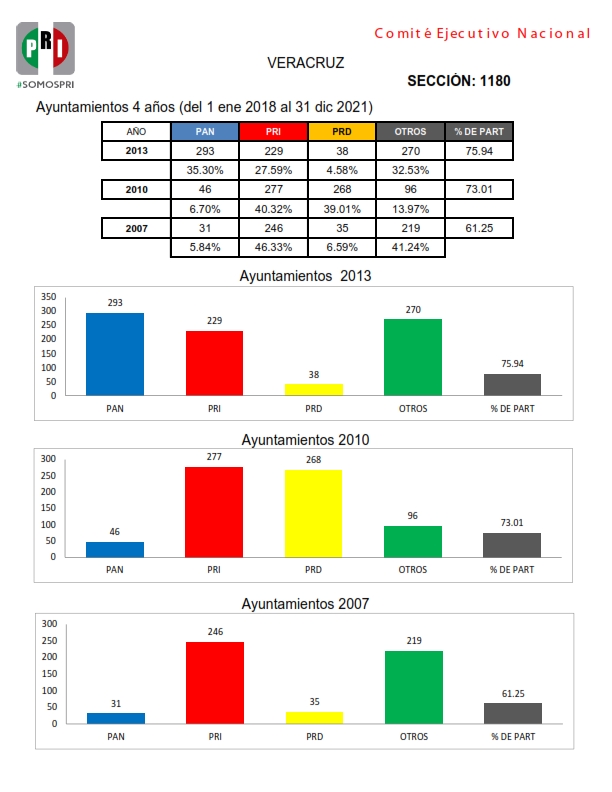 Comité Ejecutivo Nacional
PRI
#SOMOSPRI
VERACRUZ
SECCIÓN: 1180
Ayuntamientos 4 años (del 1 ene 2018 al 31 dic 2021)
AÑO PAN PRI PRD OTROS % DE PART
2013 293 229 38 270 75.94
35.30% 27.59% 4.58% 32.53%
2010 46 277 268 96 73.01
6.70% 40.32% 39.01% 13.97%
2007 31 246 35 219 61.25
5.84% 46.33% 6.59% 41.24%
Ayuntamientos 2013
350
300
250
200
150
100
50
0
293 229 38 270 75.94
PAN PRI PRD OTROS % DE PART
Ayuntamientos 2010
300
250
200
150
100
50
0
46 277 268 96 73.01
PAN PRI PRD OTROS % DE PART
Ayuntamientos 2007
300
250
200
150
100
50
0
31 246 35 219 61.25
PAN PRI PRD OTROS % DE PART